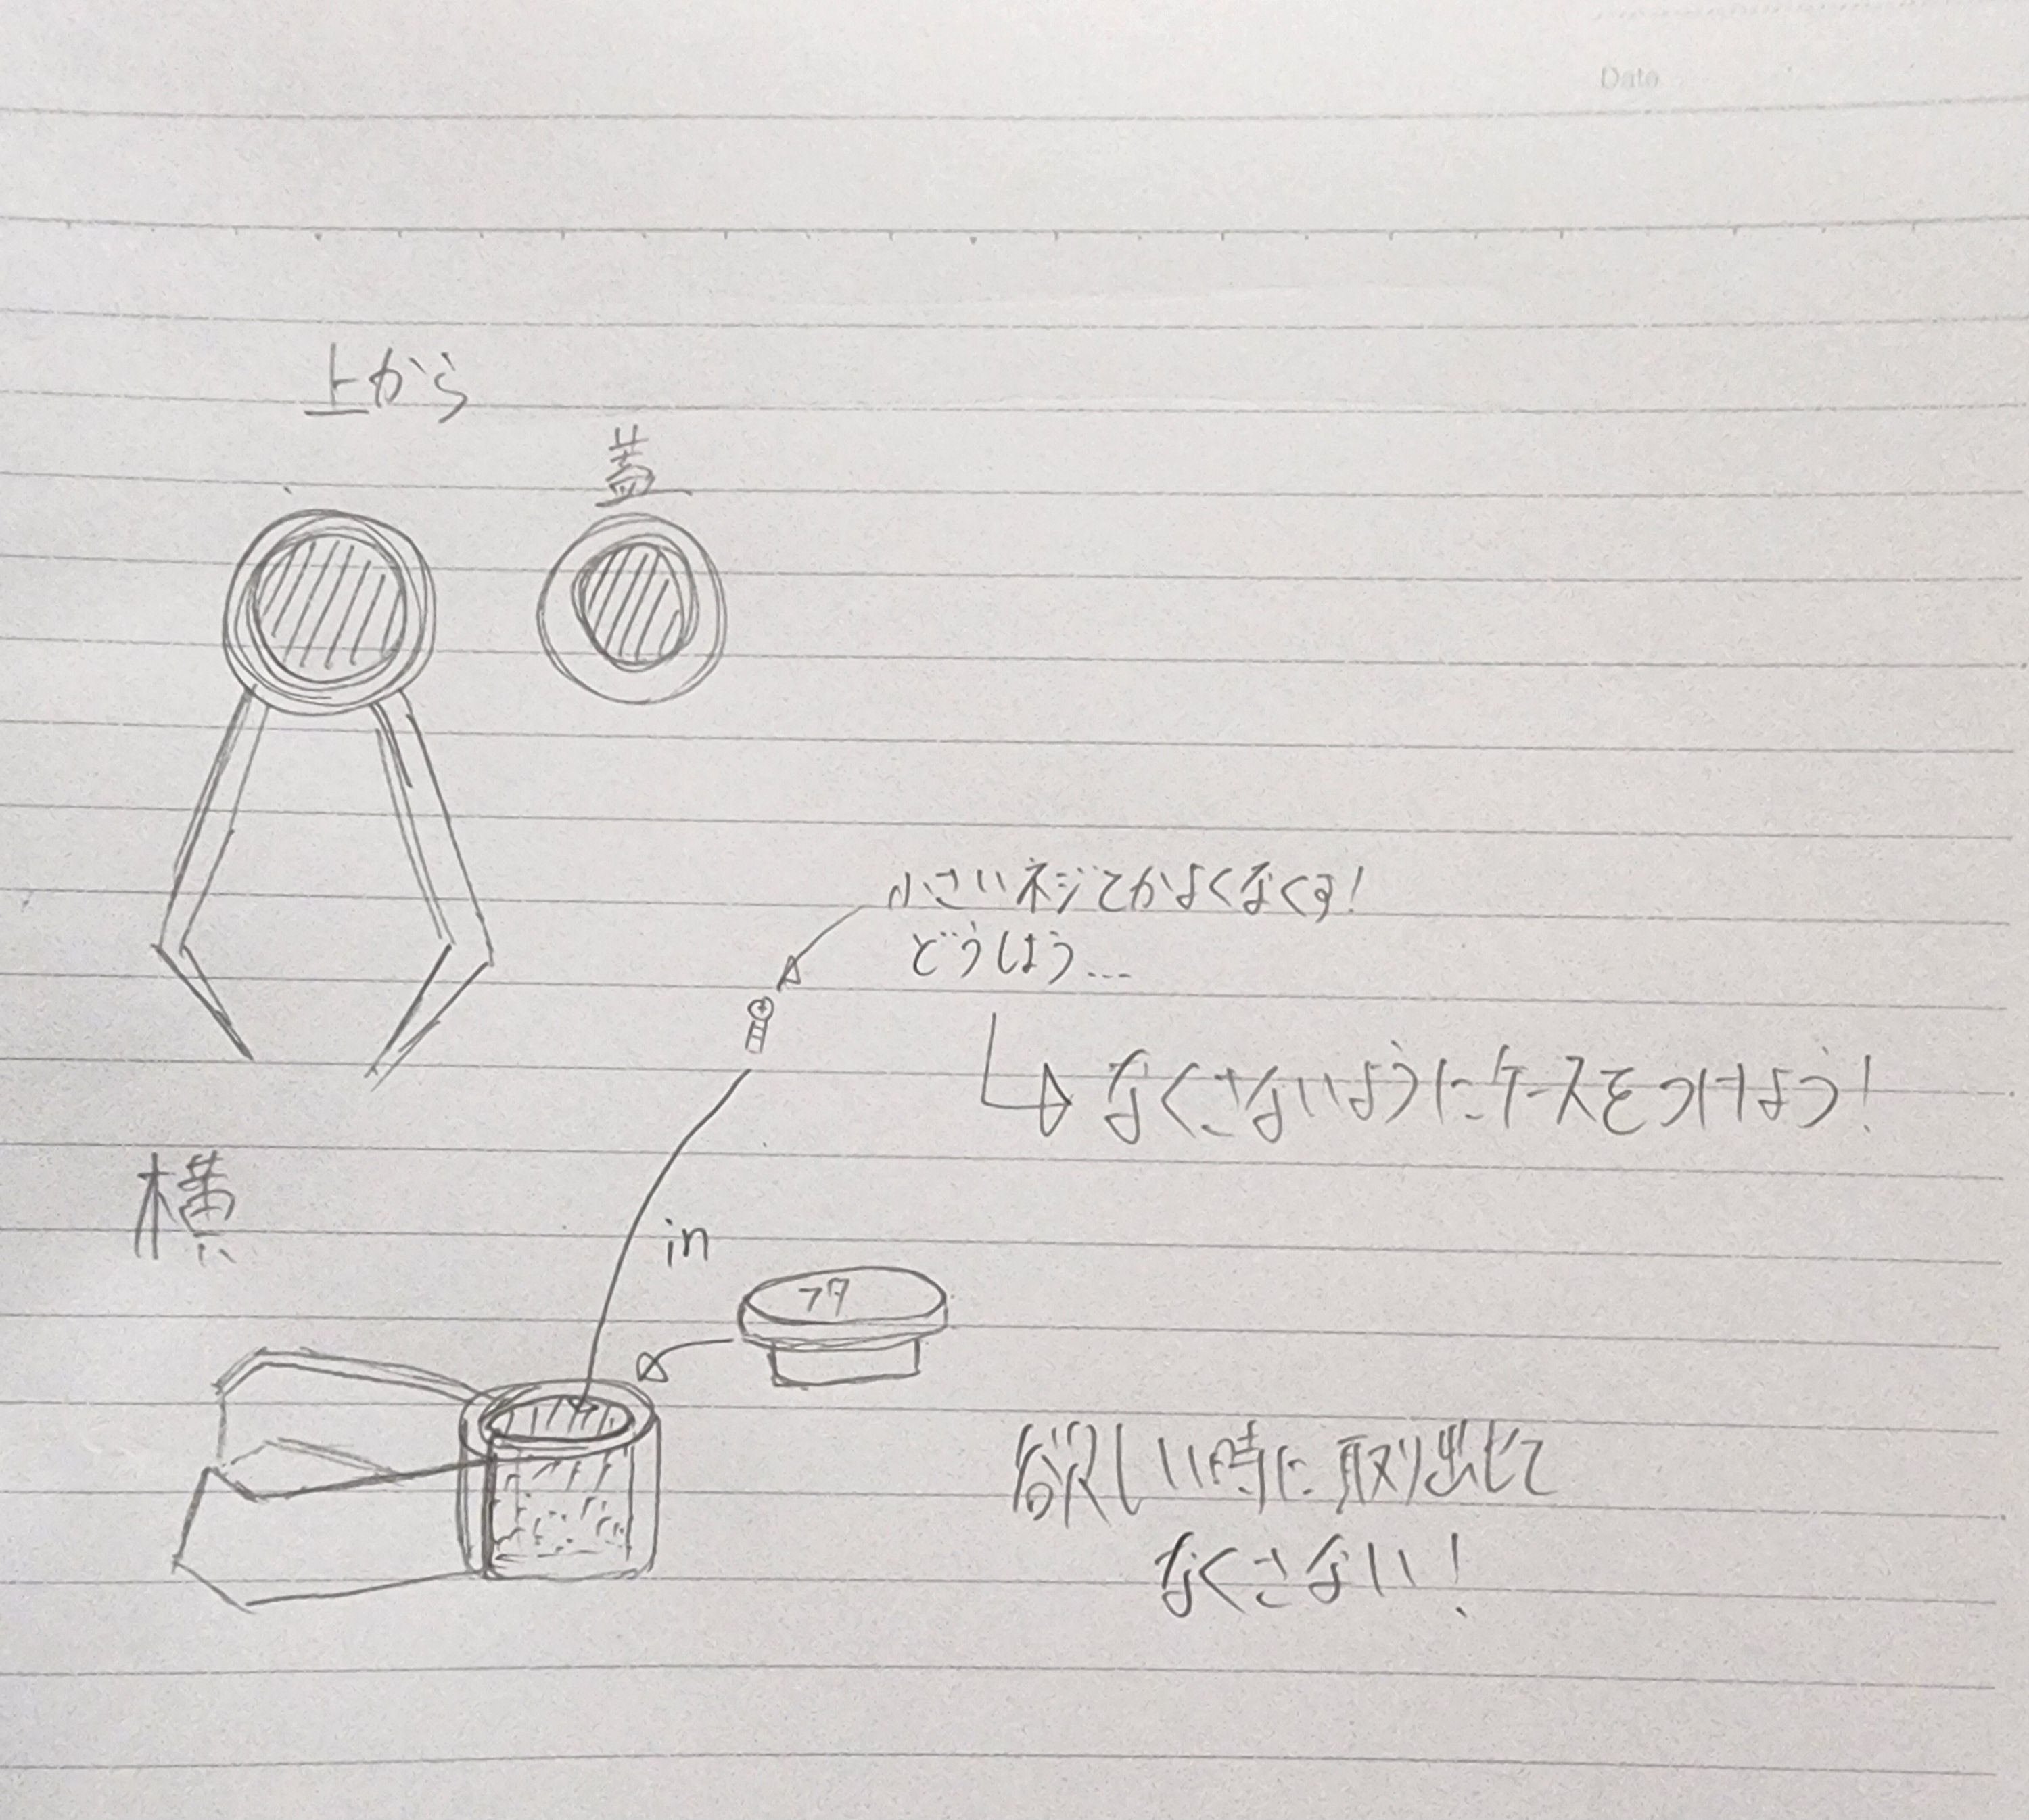 Date
上から
蓋
小さいネジとかよくなくす!
どうしよう...
なくさないようにケースをつけよう!
横
in
フタ
欲しい時に取り出せて
なくさない!